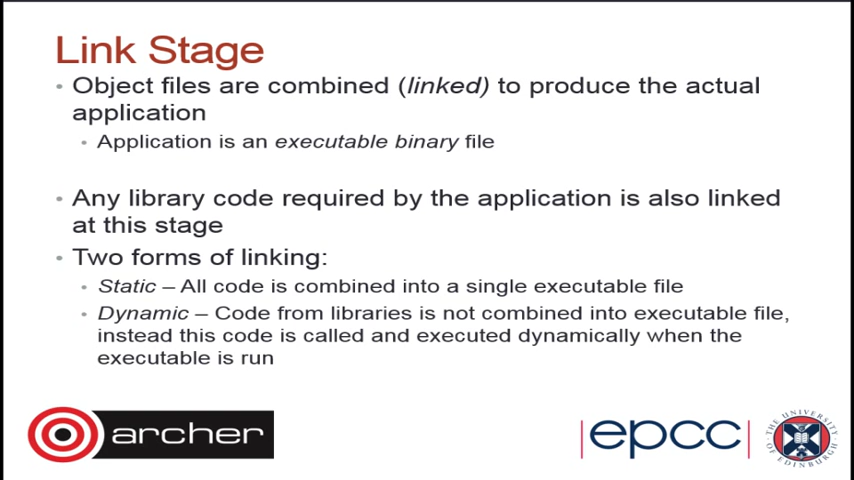 Link Stage
• Object files are combined (linked) to produce the actual
application
• Application is an executable binary file
• Any library code required by the application is also linked
at this stage
• Two forms of linking:
• Static – All code is combined into a single executable file
• Dynamic – Code from libraries is not combined into executable file,
instead this code is called and executed dynamically when the
executable is run
archer
epcc
THE UNIVERSITY
OF EDINBURGH